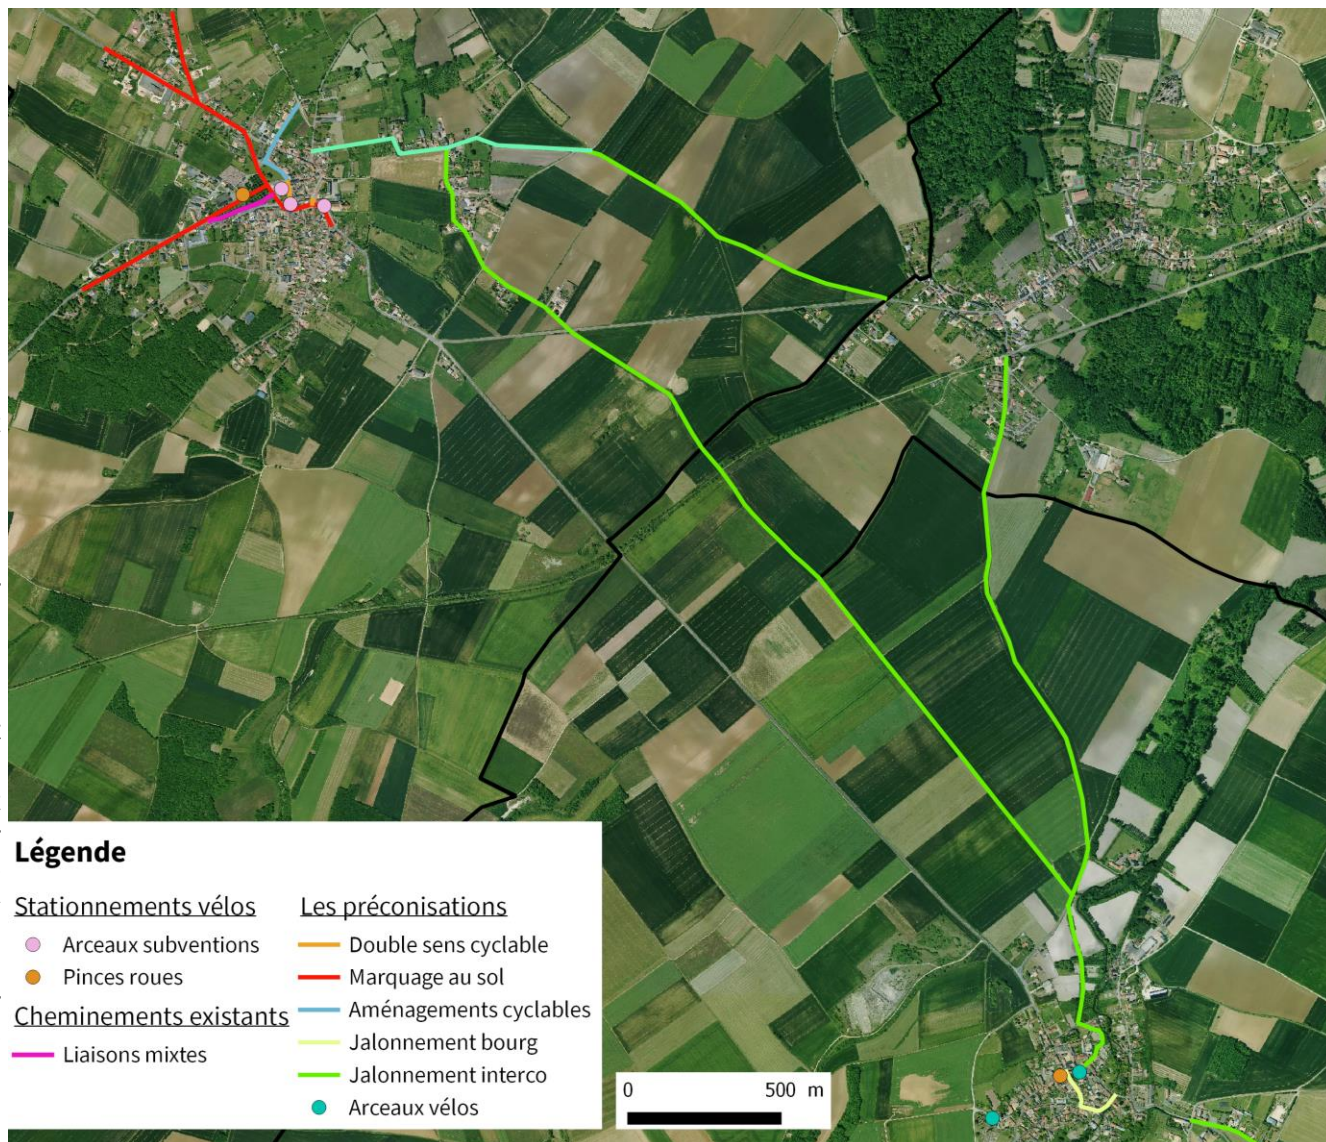 Légende
Stationnements vélos
Arceaux subventions
Pinces roues
Cheminements existants
Liaisons mixtes
Les préconisations
Double sens cyclable
Marquage au sol
Aménagements cyclables
Jalonnement bourg
Jalonnement interco
Arceaux vélos
0 500 m